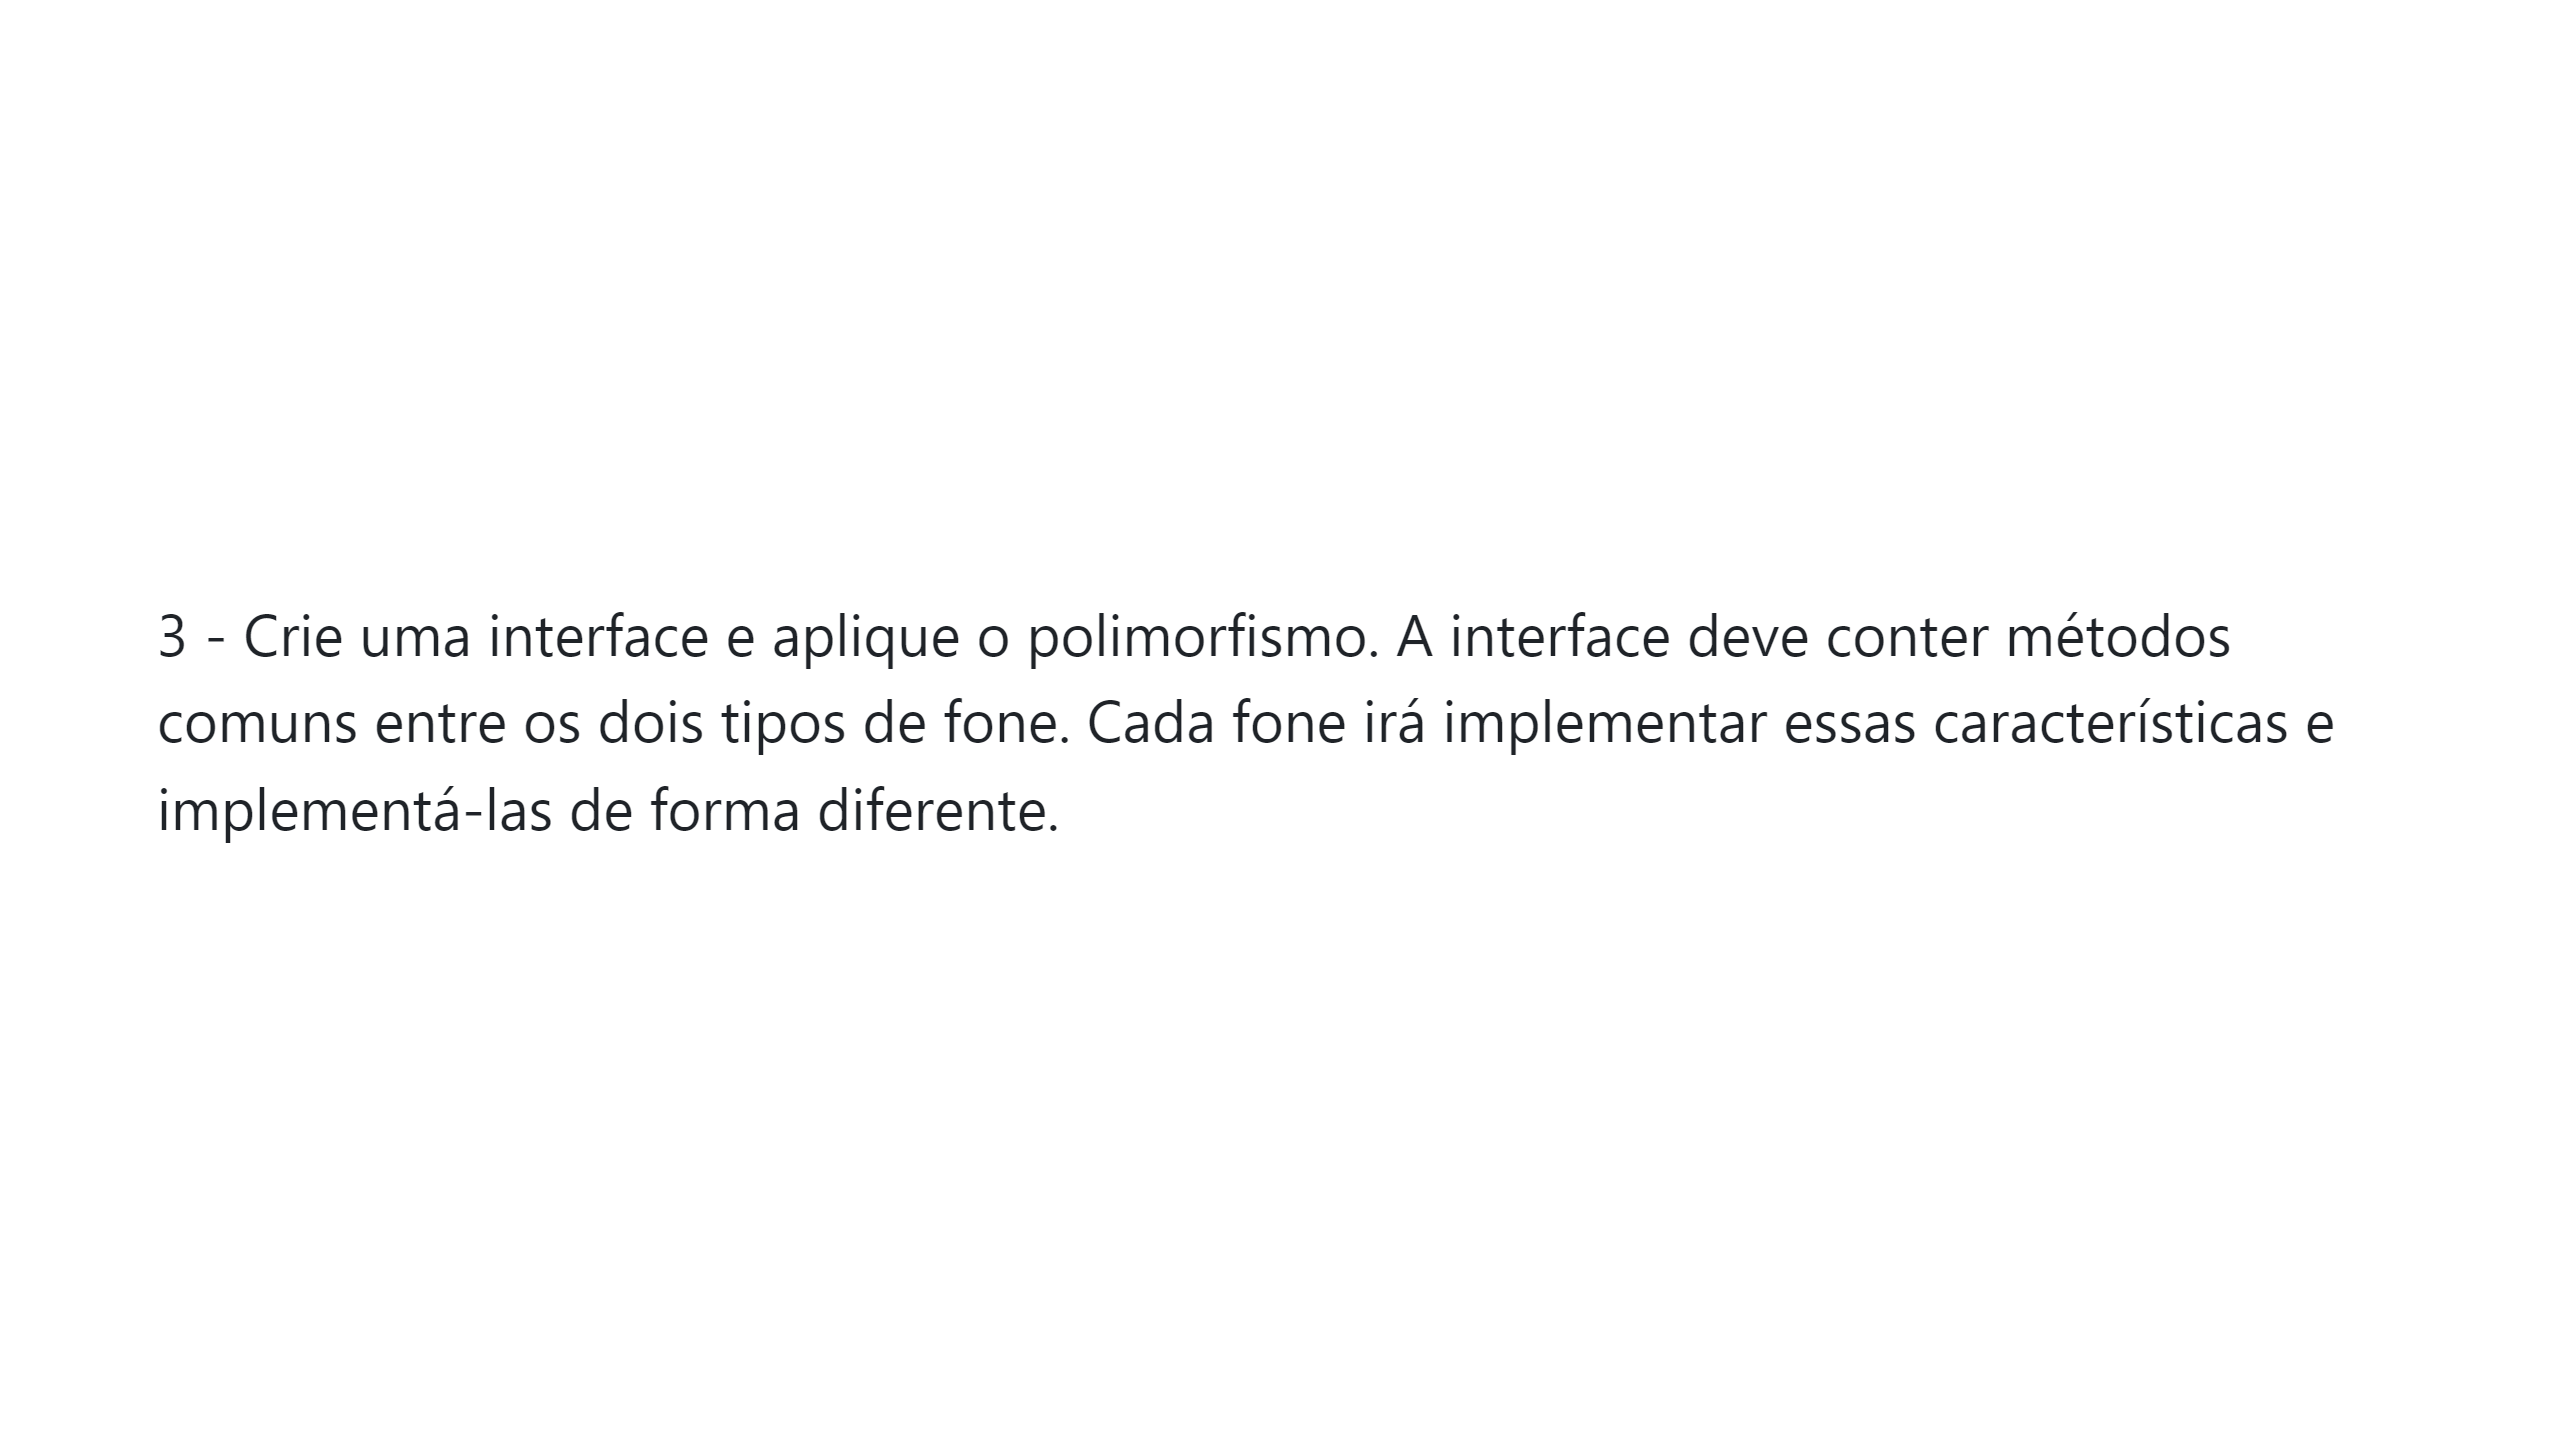 3 - Crie uma interface e aplique o polimorfismo. A interface deve conter métodos
comuns entre os dois tipos de fone. Cada fone irá implementar essas características e
implementá-las de forma diferente.